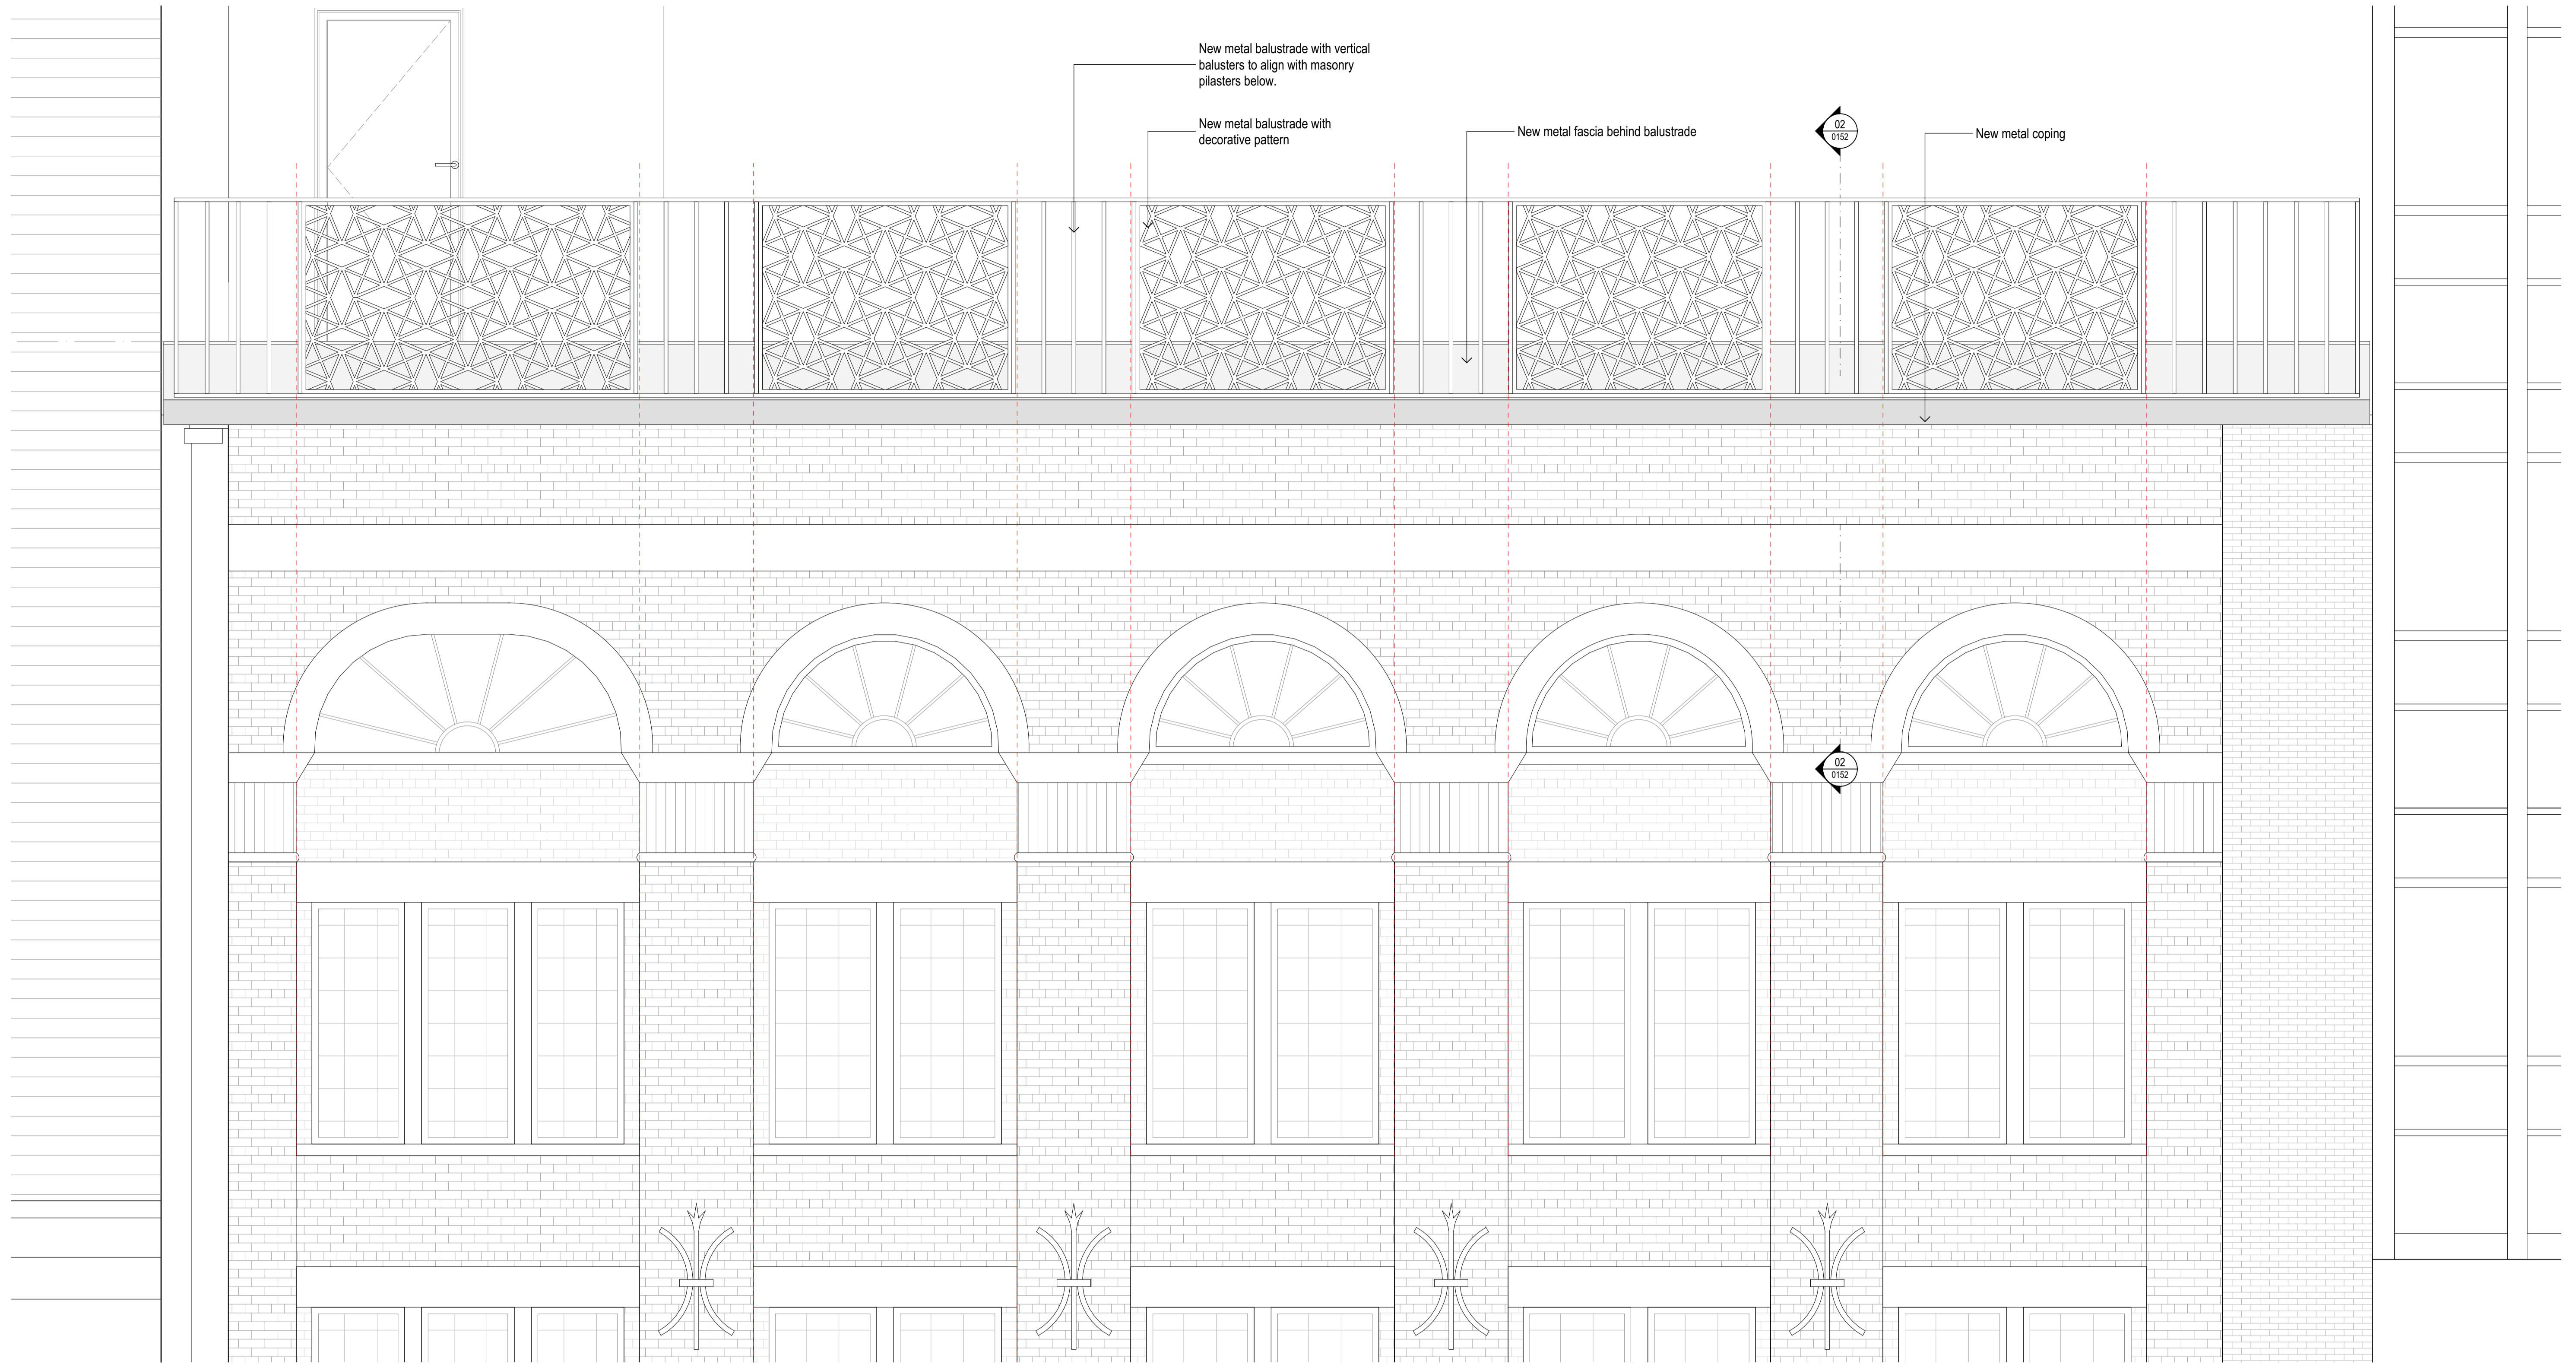 New metal balustrade with vertical
balusters to align with masonry
pilasters below.
New metal balustrade with
decorative pattern
New metal fascia behind balustrade
02
0152
New metal coping
02
0152